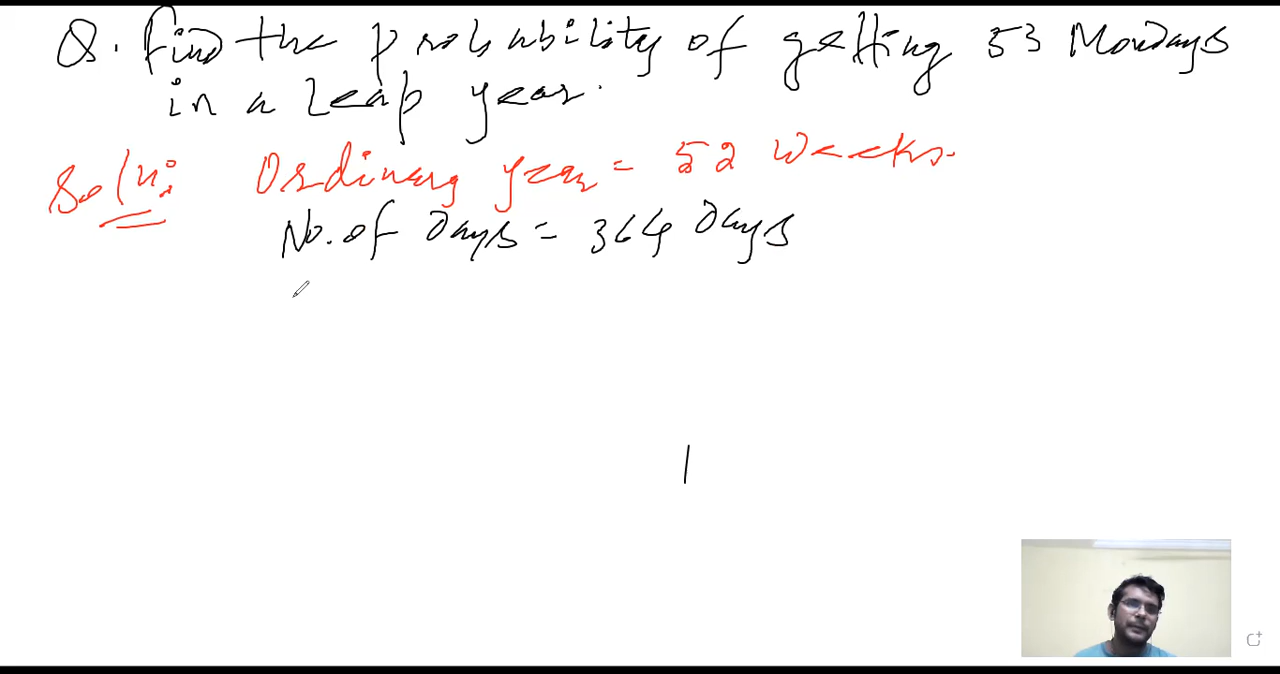 Q. Find the probability of getting 53 Mondays
in a leap year.
Soln: Ordinary year = 52 weeks.
No. of Days = 364 Days
1